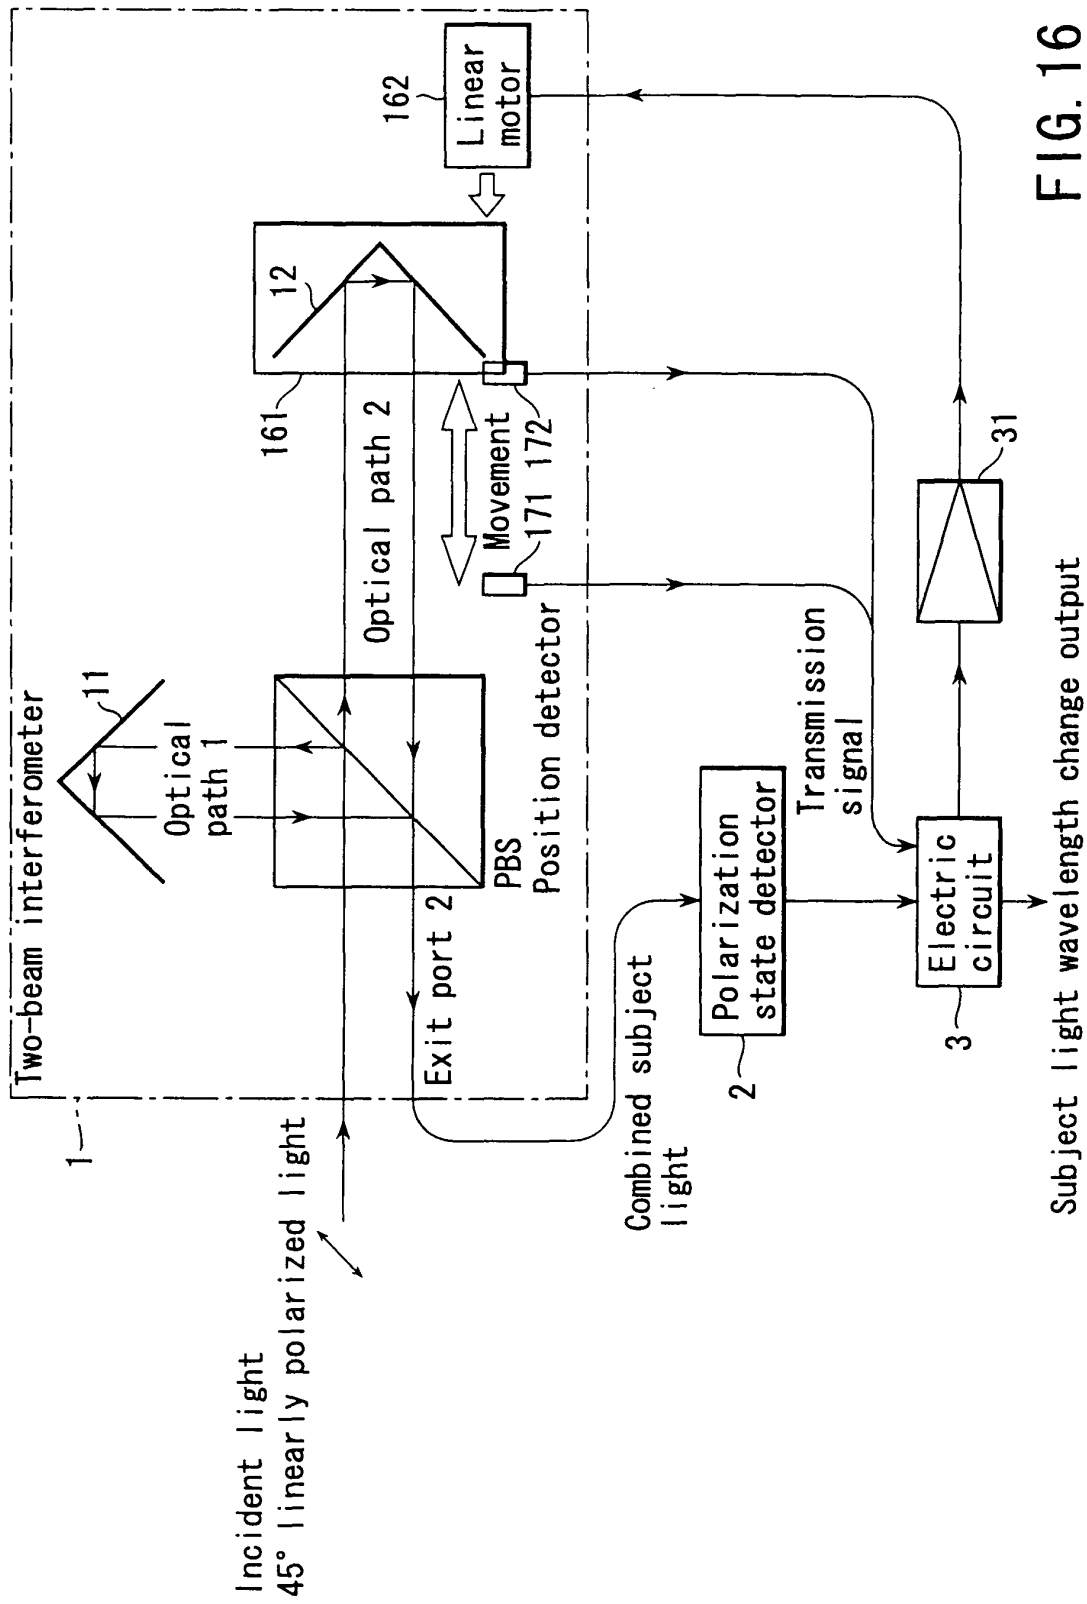 Two-beam interferometer
1
11
Optical
path 1
12
161
162
Linear
motor
Optical path 2
Movement
171 172
PBS
Position detector
Exit port 2
Incident light
45° linearly polarized light
Combined subject
light
Polarization
state detector
2
Transmission
signal
31
Electric
circuit
3
Subject light wavelength change output
FIG. 16